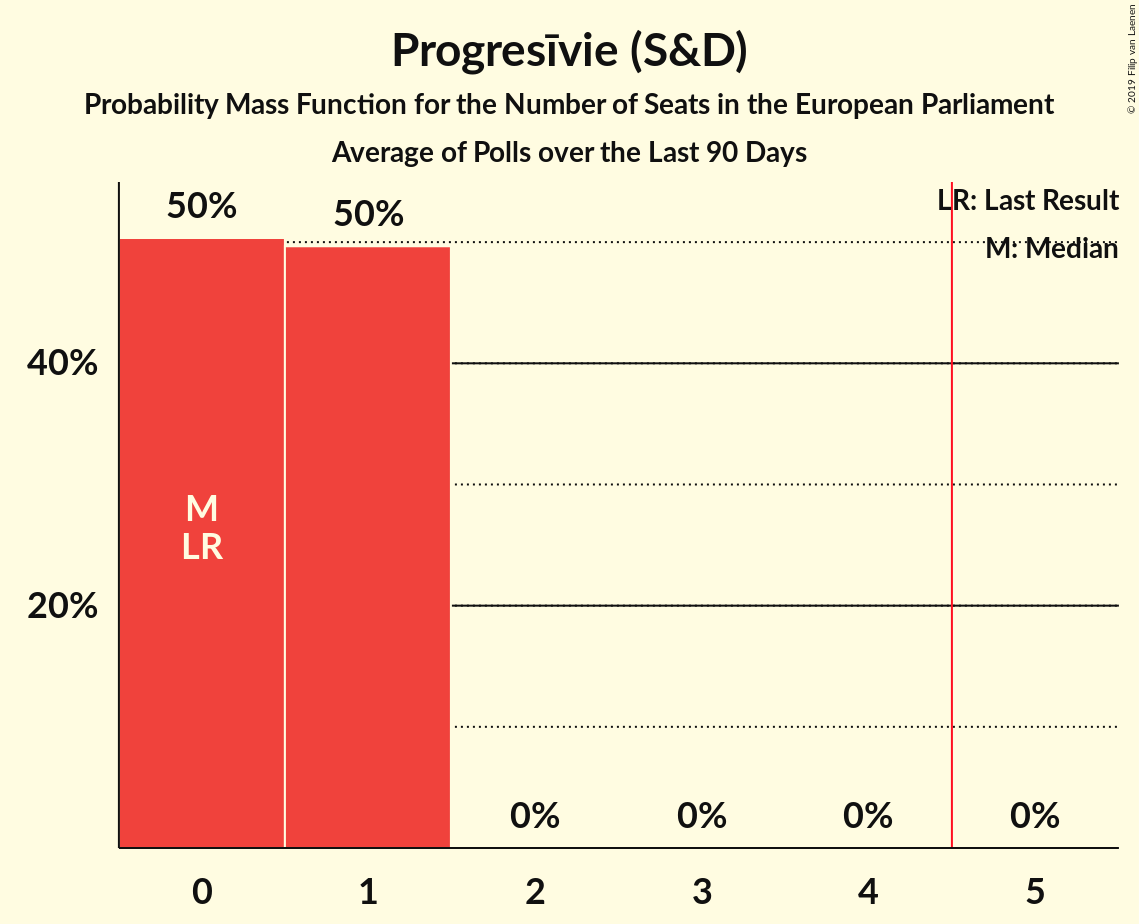 Progresīvie (S&D)
Probability Mass Function for the Number of Seats in the European Parliament
Average of Polls over the Last 90 Days
© 2019 Filip van Laenen
LR: Last Result
M: Median
50%
50%
40%
20%
M
LR
0%
0%
0%
0%
0
1
2
3
4
5